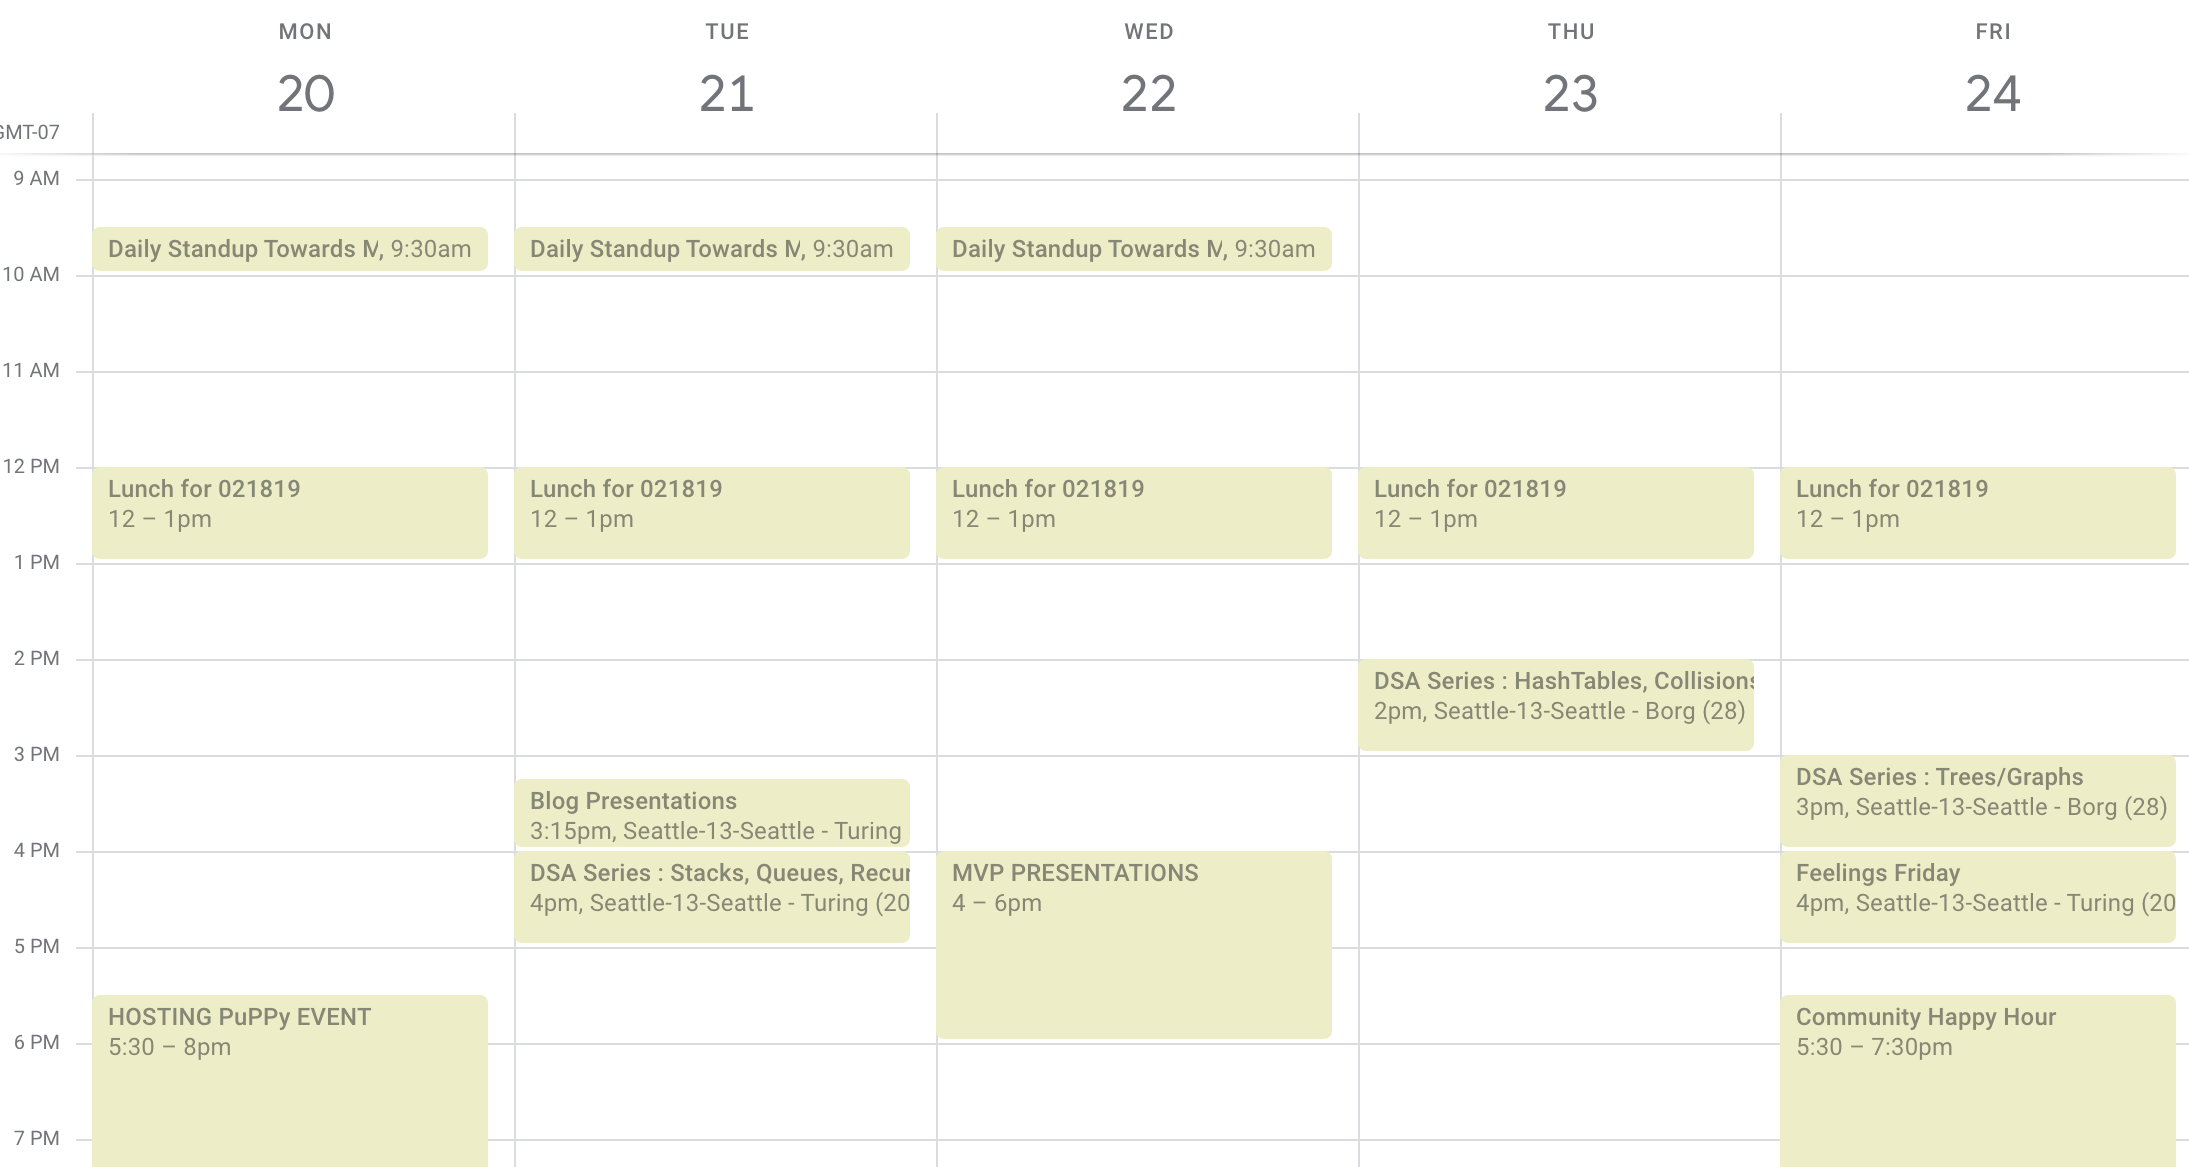 MON
TUE
WED
THU
FRI
20
21
22
23
24
GMT-07
9 AM
Daily Standup Towards M, 9:30am
Daily Standup Towards M, 9:30am
Daily Standup Towards M, 9:30am
10 AM
11 AM
12 PM
Lunch for 021819
12 – 1pm
Lunch for 021819
12 – 1pm
Lunch for 021819
12 – 1pm
Lunch for 021819
12 – 1pm
Lunch for 021819
12 – 1pm
1 PM
2 PM
DSA Series : HashTables, Collisions
2pm, Seattle-13-Seattle - Borg (28)
3 PM
DSA Series : Trees/Graphs
3pm, Seattle-13-Seattle - Borg (28)
Blog Presentations
3:15pm, Seattle-13-Seattle - Turing
4 PM
DSA Series : Stacks, Queues, Recur
4pm, Seattle-13-Seattle - Turing (20
MVP PRESENTATIONS
4 – 6pm
Feelings Friday
4pm, Seattle-13-Seattle - Turing (20
5 PM
HOSTING PuPPy EVENT
5:30 – 8pm
Community Happy Hour
5:30 – 7:30pm
6 PM
7 PM